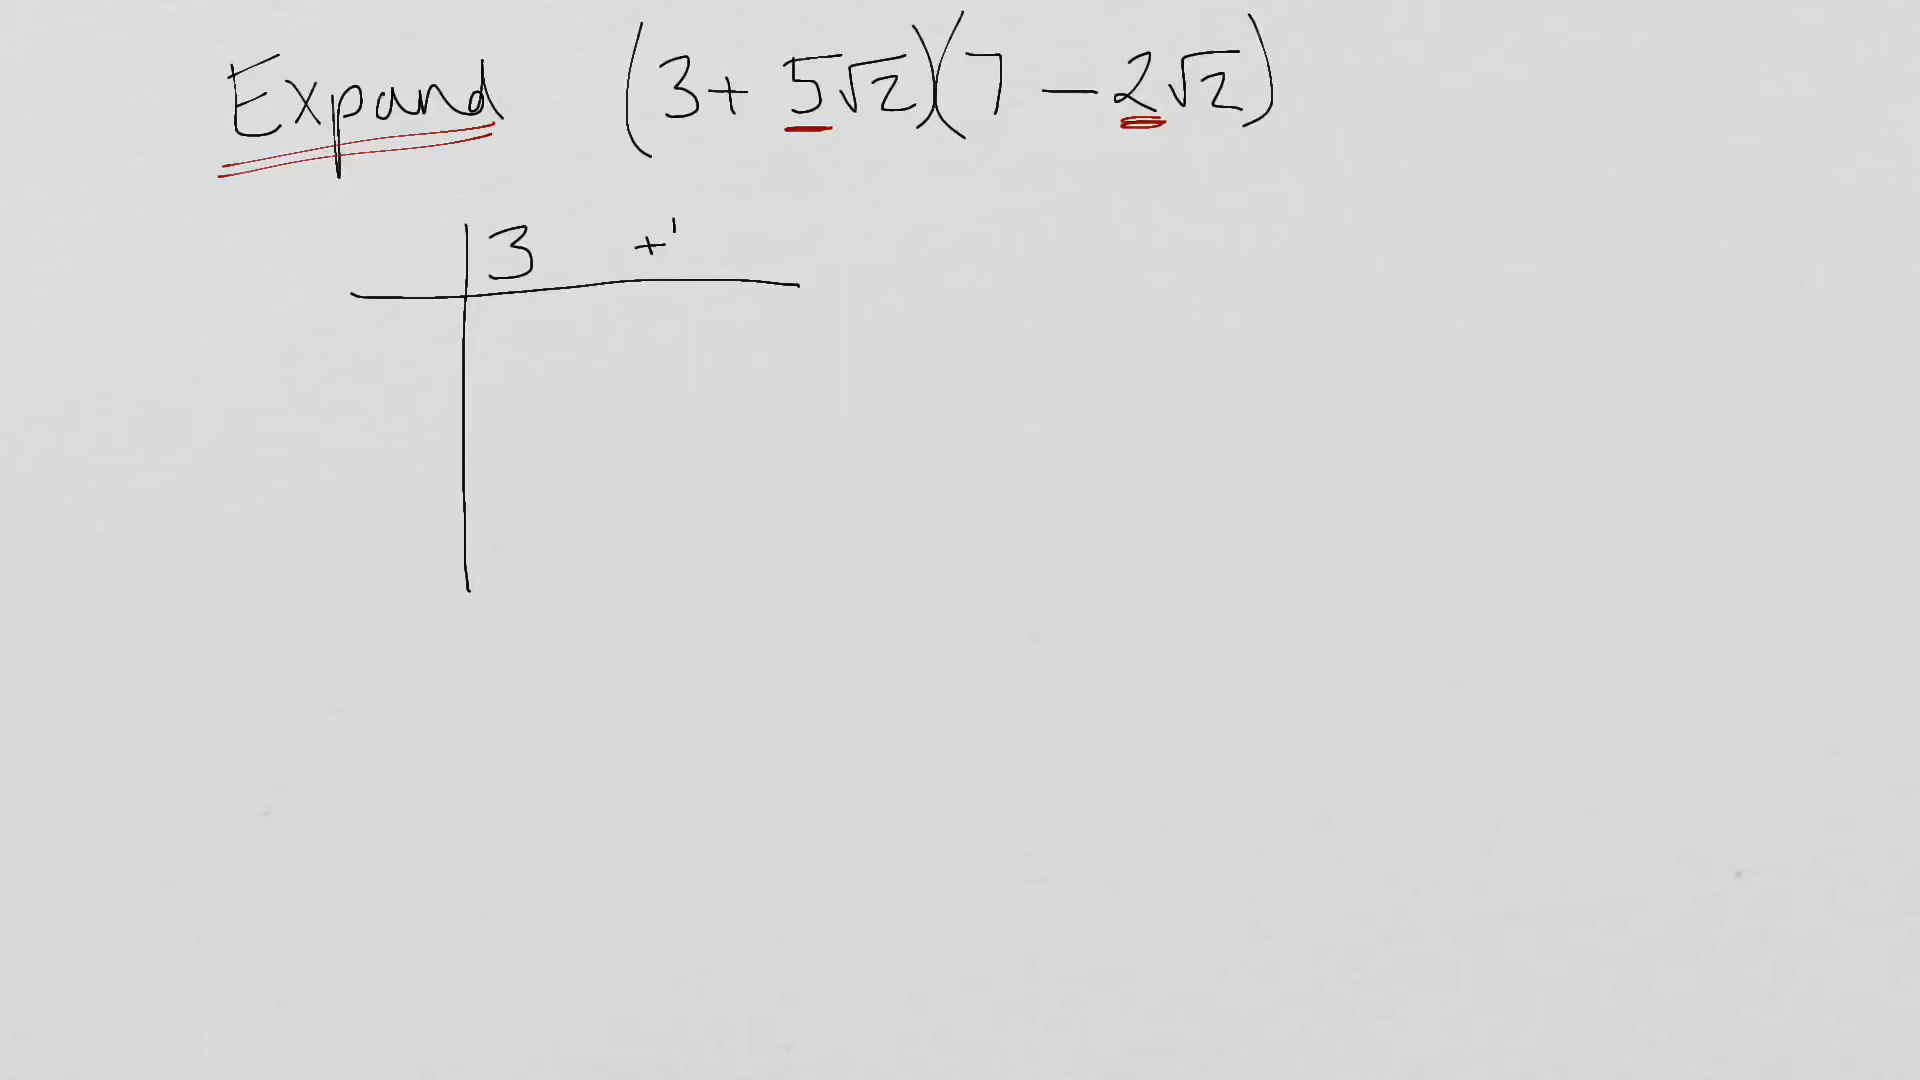 Expand (3 + 5√2)(7 - 2√2)
3 +